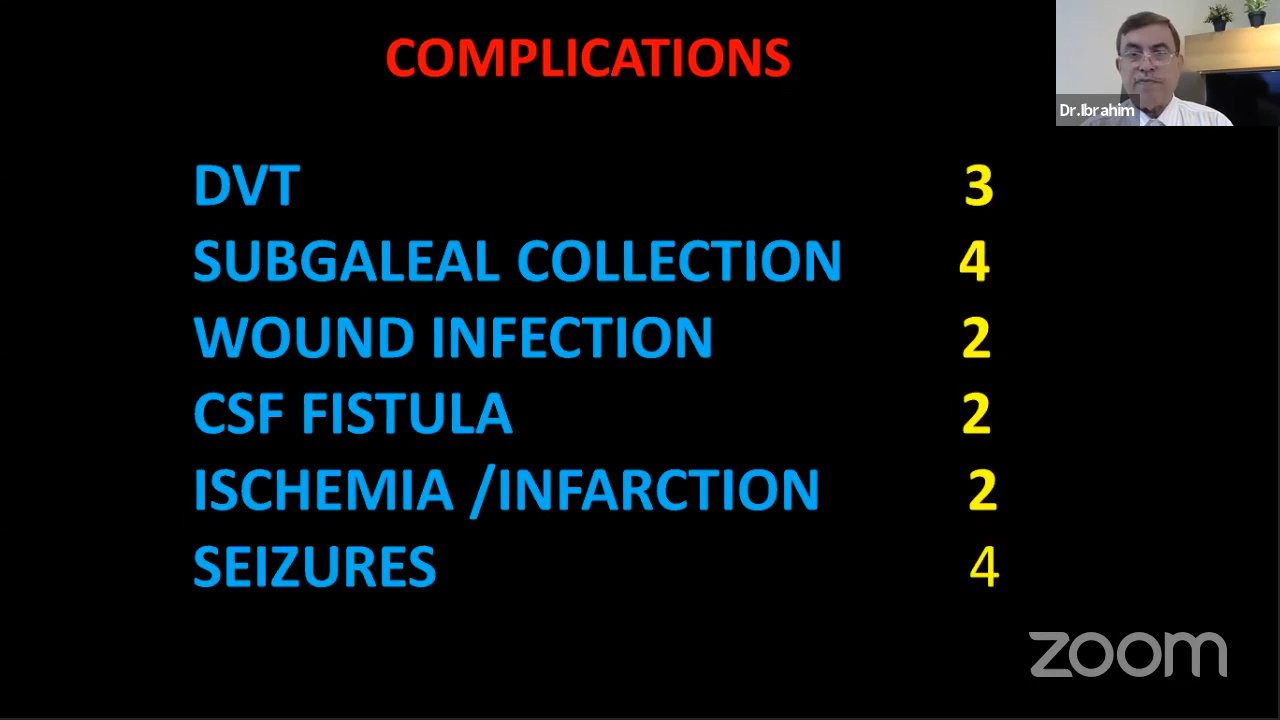 COMPLICATIONS
Dr.Ibrahim
DVT 3
SUBGALEAL COLLECTION 4
WOUND INFECTION 2
CSF FISTULA 2
ISCHEMIA /INFARCTION 2
SEIZURES 4
zoom